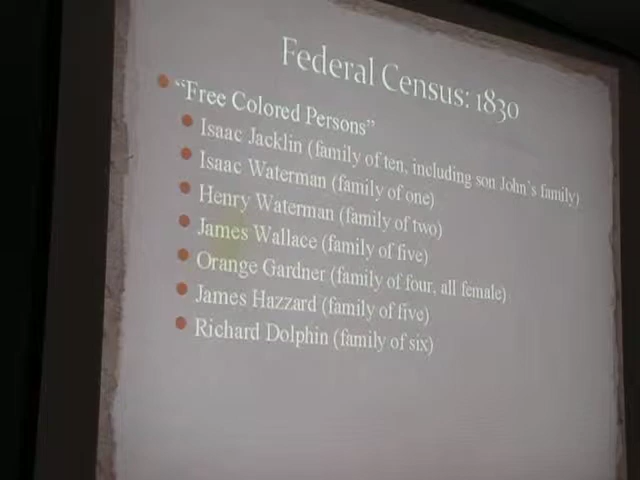 Federal Census: 1830
“Free Colored Persons”
Isaac Jacklin (family of ten, including son John's family)
Isaac Waterman (family of one)
Henry Waterman (family of two)
James Wallace (family of five)
Orange Gardner (family of four, all female)
James Hazzard (family of five)
Richard Dolphin (family of six)